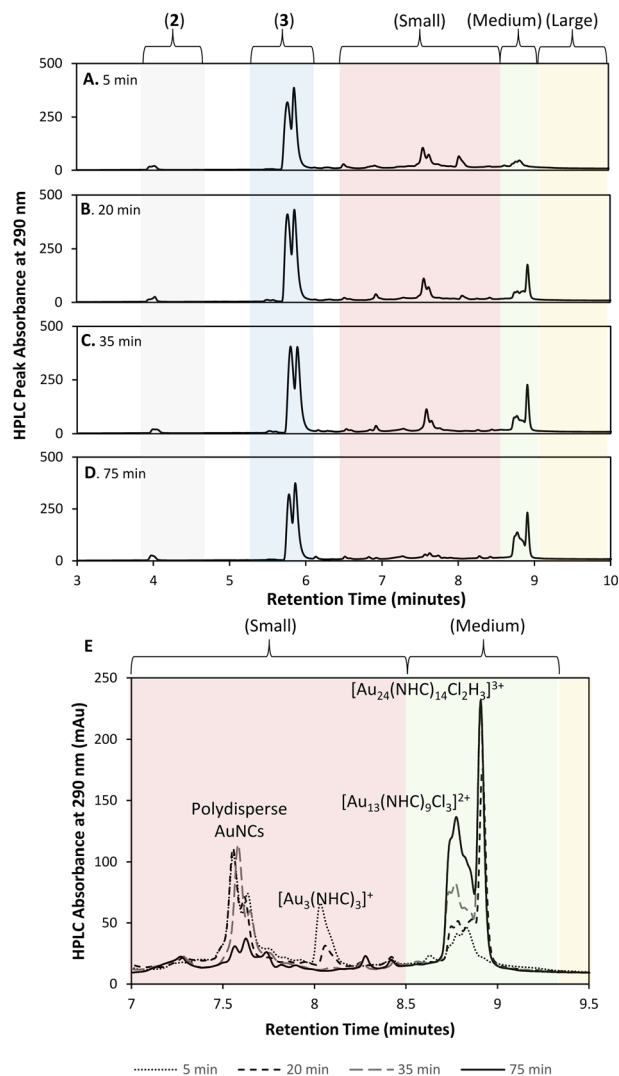 (2) (3) (Small) (Medium) (Large)
500
A. 5 min
250
0
500
B. 20 min
250
0
500
C. 35 min
250
0
500
D. 75 min
250
0
3 4 5 6 7 8 9 10
Retention Time (minutes)
HPLC Peak Absorbance at 290 nm
E (Small) (Medium)
250
[Au24(NHC)14Cl2H3]3+
200
150
[Au13(NHC)9Cl3]2+
Polydisperse
AuNCs
100
[Au3(NHC)3]+
50
0
7 7.5 8 8.5 9 9.5
Retention Time (minutes)
HPLC Absorbance at 290 nm (mAu)
5 min 20 min 35 min 75 min